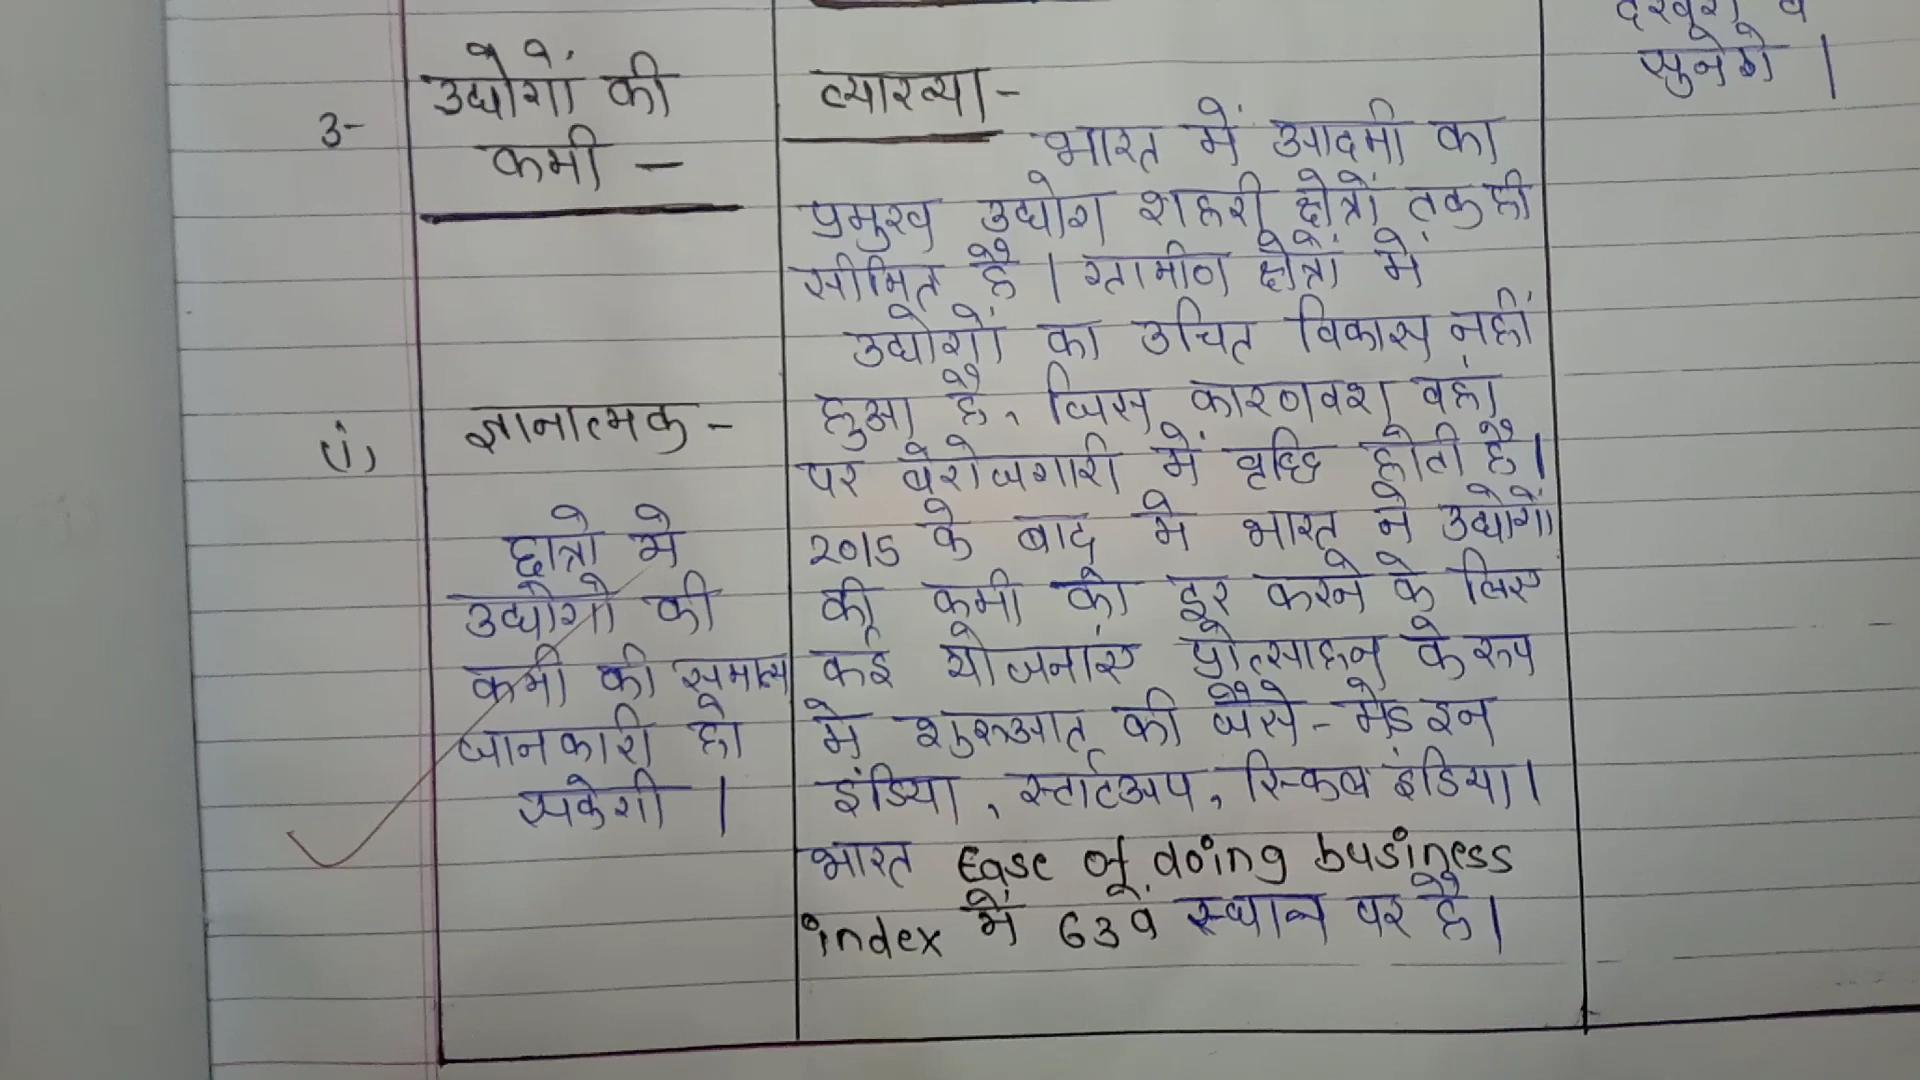 उद्योगों की
3-
कमी -
(i)
ज्ञानात्मक -
छात्रो मे
उद्योगो की
कमी की समान्य
जानकारी हो
सकेगी ।
व्याख्या -
भारत में आदमी का
प्रमुख उद्योग शहरी क्षेत्रों तक ही
सीमित है । ग्रामीण क्षेत्रों में
उद्योगों का उचित विकास नहीं
हुआ है, जिस कारणवश वहां
पर बेरोजगारी में वृद्धि होती है।
2015 के बाद मे भारत ने उद्योगों
की कमी को दूर करने के लिए
कई योजनाएं प्रोत्साहन के रूप
मे शुरुआत की जैसे - मेड इन
इंडिया, स्टार्टअप, स्किल इंडिया।
भारत Ease of doing business
index में 63वें स्थान पर है।
व
सुनेगे ।